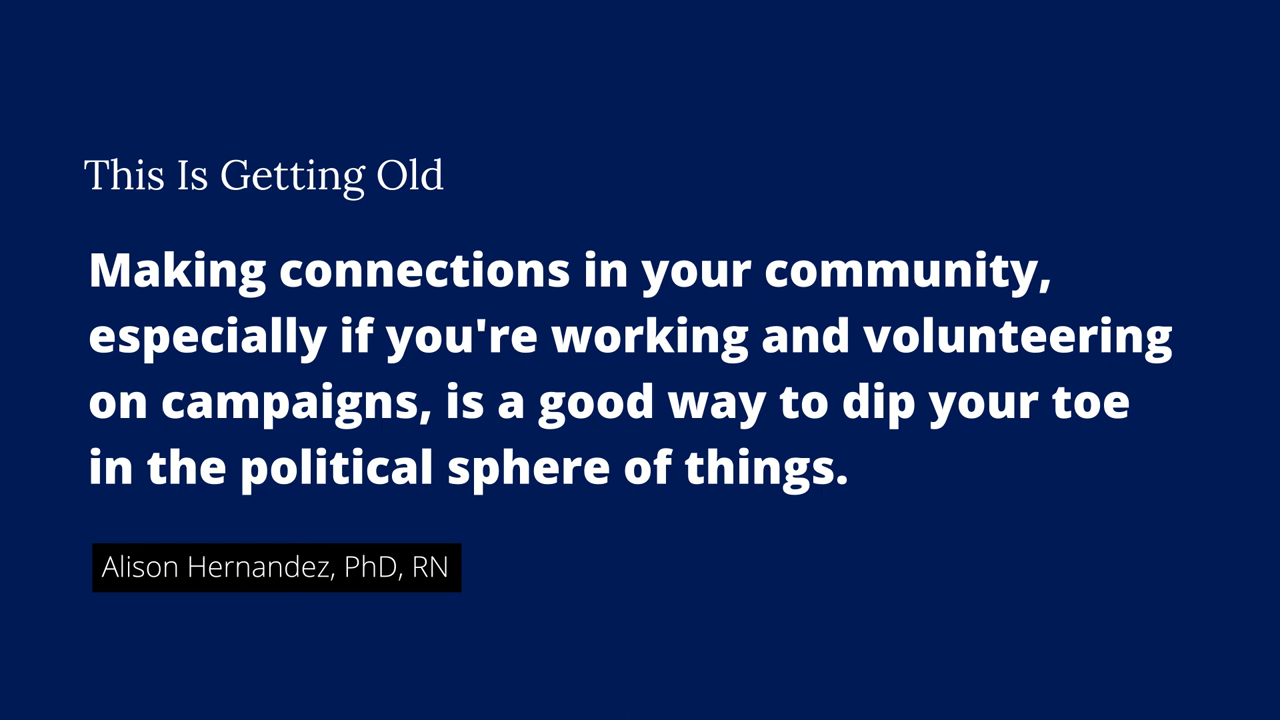 This Is Getting Old
Making connections in your community,
especially if you're working and volunteering
on campaigns, is a good way to dip your toe
in the political sphere of things.
Alison Hernandez, PhD, RN